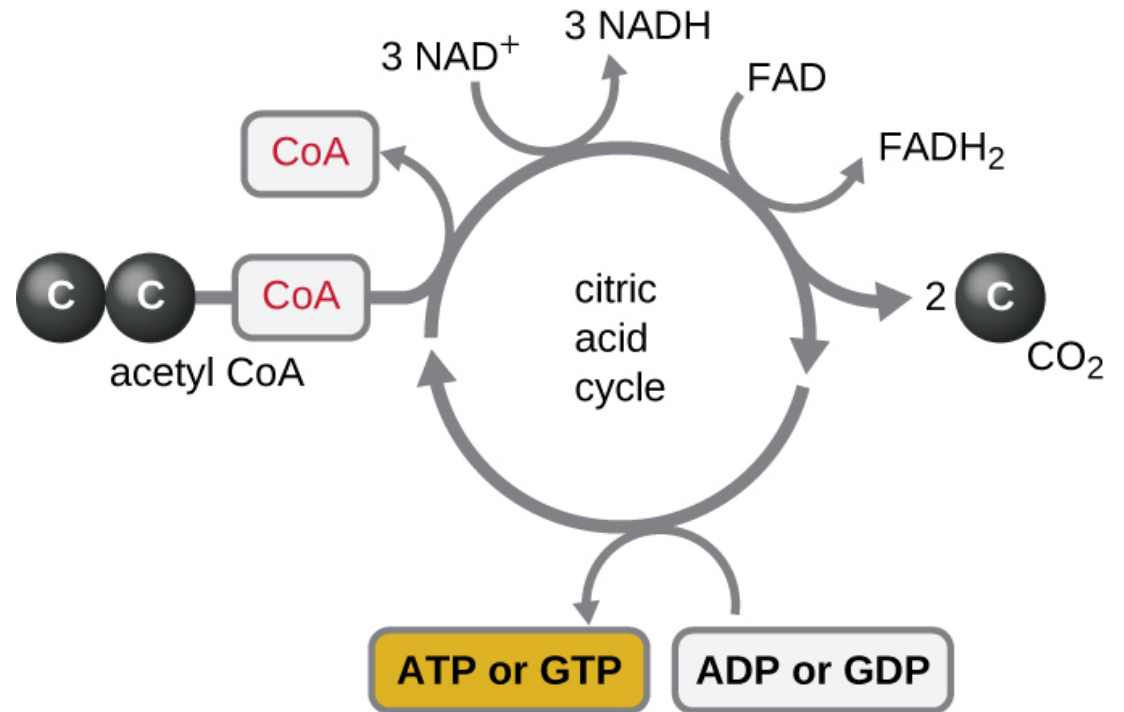 3 NADH
3 NAD⁺
FAD
CoA
FADH₂
C C
CoA
acetyl CoA
citric
acid
cycle
2
C
CO₂
ATP or GTP
ADP or GDP